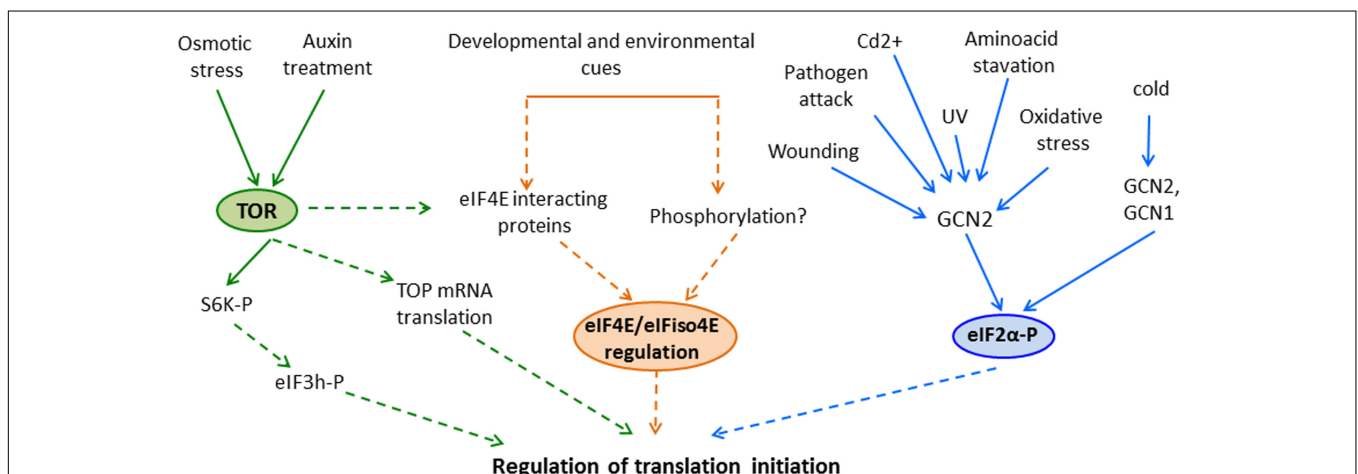 Osmotic
stress
Auxin
treatment
Developmental and environmental
cues
Cd2+
Aminoacid
stavation
Pathogen
attack
cold
UV
Oxidative
stress
Wounding
TOR
eIF4E interacting
proteins
Phosphorylation?
GCN2
GCN2,
GCN1
S6K-P
TOP mRNA
translation
eIF4E/eIFiso4E
regulation
eIF2α-P
eIF3h-P
Regulation of translation initiation